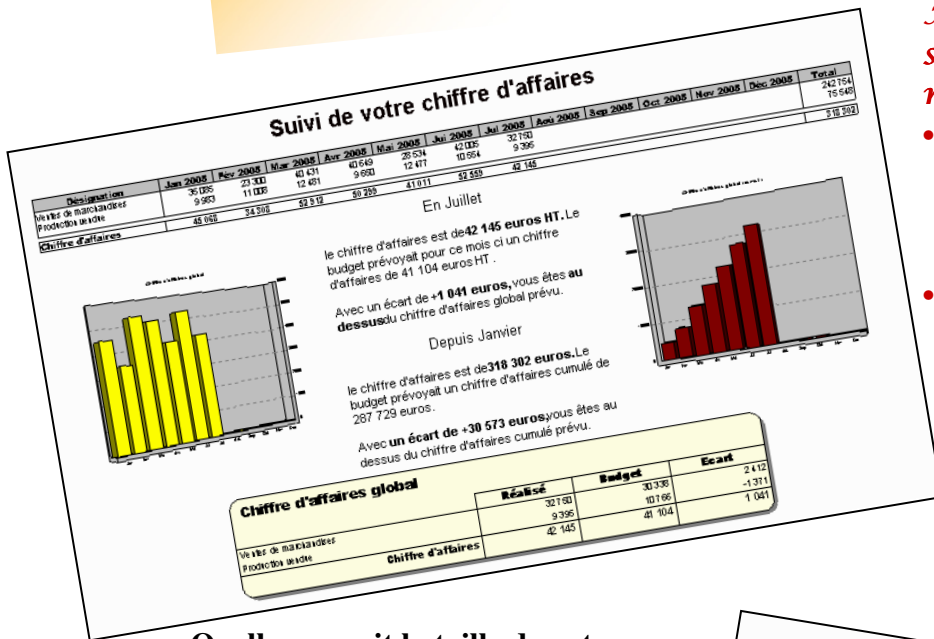 Suivi de votre chiffre d'affaires
Désignation Jan 2005 Fév 2005 Mar 2005 Avr 2005 Mai 2005 Jui 2005 Jul 2005 Aoû 2005 Sep 2005 Oct 2005 Nov 2005 Déc 2005 Total
Ventes de marchandises 35 085 23 300 40 431 40 649 28 534 42 005 32 750 242 754
Production vendue 9 983 11 008 12 481 9 650 12 477 10 554 9 395 75 548
Chiffre d'affaires 45 068 34 308 52 912 50 299 41 011 52 559 42 145 318 302
En Juillet
le chiffre d'affaires est de42 145 euros HT.Le
budget prévoyait pour ce mois ci un chiffre
d'affaires de 41 104 euros HT .
Avec un écart de +1 041 euros,vous êtes au
dessusdu chiffre d'affaires global prévu.
Depuis Janvier
le chiffre d'affaires est de318 302 euros.Le
budget prévoyait un chiffre d'affaires cumulé de
287 729 euros.
Avec un écart de +30 573 euros,vous êtes au
dessus du chiffre d'affaires cumulé prévu.
Chiffre d'affaires global
Réalisé Budget Ecart
Ventes de marchandises 32 750 30 338 2 412
Production vendue 9 395 10 766 -1 371
Chiffre d'affaires 42 145 41 104 1 041